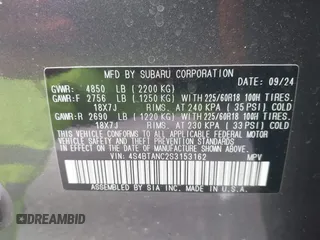 MFD BY SUBARU CORPORATION 09/24
GVWR: 4850 LB (2200 KG)
GAWR:F 2756 LB (1250 KG) WITH 225/60R18 100H TIRES.
18X7J RIMS. AT 240 KPA (35 PSI) COLD
GAWR:R 2690 LB (1220 KG) WITH 225/60R18 100H TIRES.
18X7J RIMS. AT 230 KPA (33 PSI) COLD
THIS VEHICLE CONFORMS TO ALL APPLICABLE
FEDERAL MOTOR
VEHICLE SAFETY, BUMPER, AND THEFT
PREVENTION STANDARDS IN EFFECT ON THE
DATE OF MANUFACTURE SHOWN ABOVE.
VIN: 4S4BTANC2S3153162 MPV
ASSEMBLED BY SIA, INC. MADE IN U.S.A.
DREAMBID